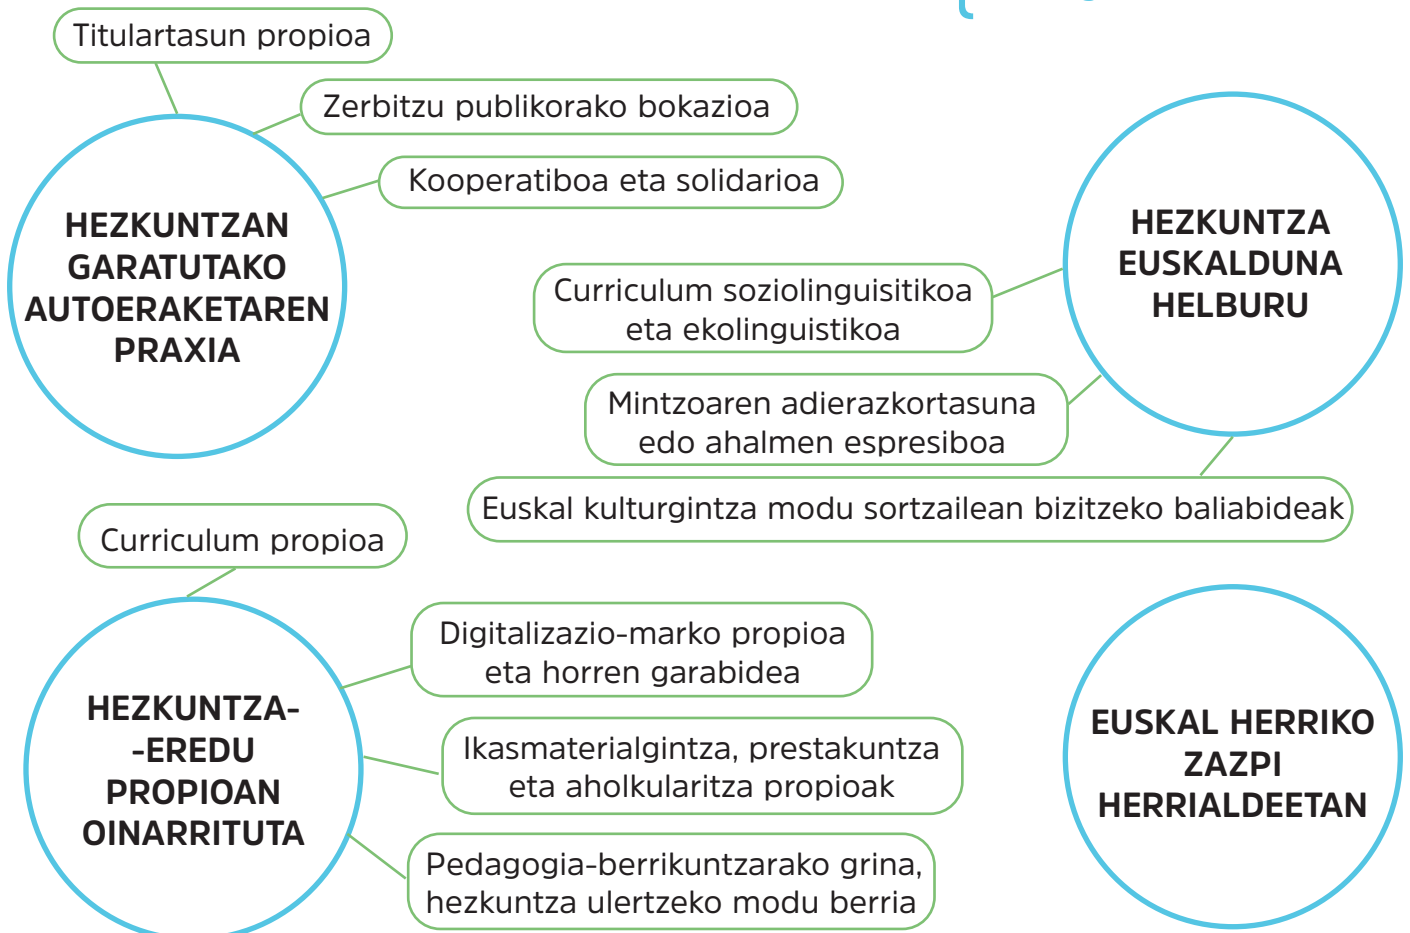 Titulartasun propioa
Zerbitzu publikorako bokazioa
Kooperatiboa eta solidarioa
HEZKUNTZAN
GARATUTAKO
AUTOERAKETAREN
PRAXIA
HEZKUNTZA
EUSKALDUNA
HELBURU
Curriculum soziolinguisitikoa
eta ekolinguistikoa
Mintzoaren adierazkortasuna
edo ahalmen espresiboa
Euskal kulturgintza modu sortzailean bizitzeko baliabideak
Curriculum propioa
Digitalizazio-marko propioa
eta horren garabidea
HEZKUNTZA-
-EREDU
PROPIOAN
OINARRITUTA
Ikasmaterialgintza, prestakuntza
eta aholkularitza propioak
Pedagogia-berrikuntzarako grina,
hezkuntza ulertzeko modu berria
EUSKAL HERRIKO
ZAZPI
HERRIALDEETAN